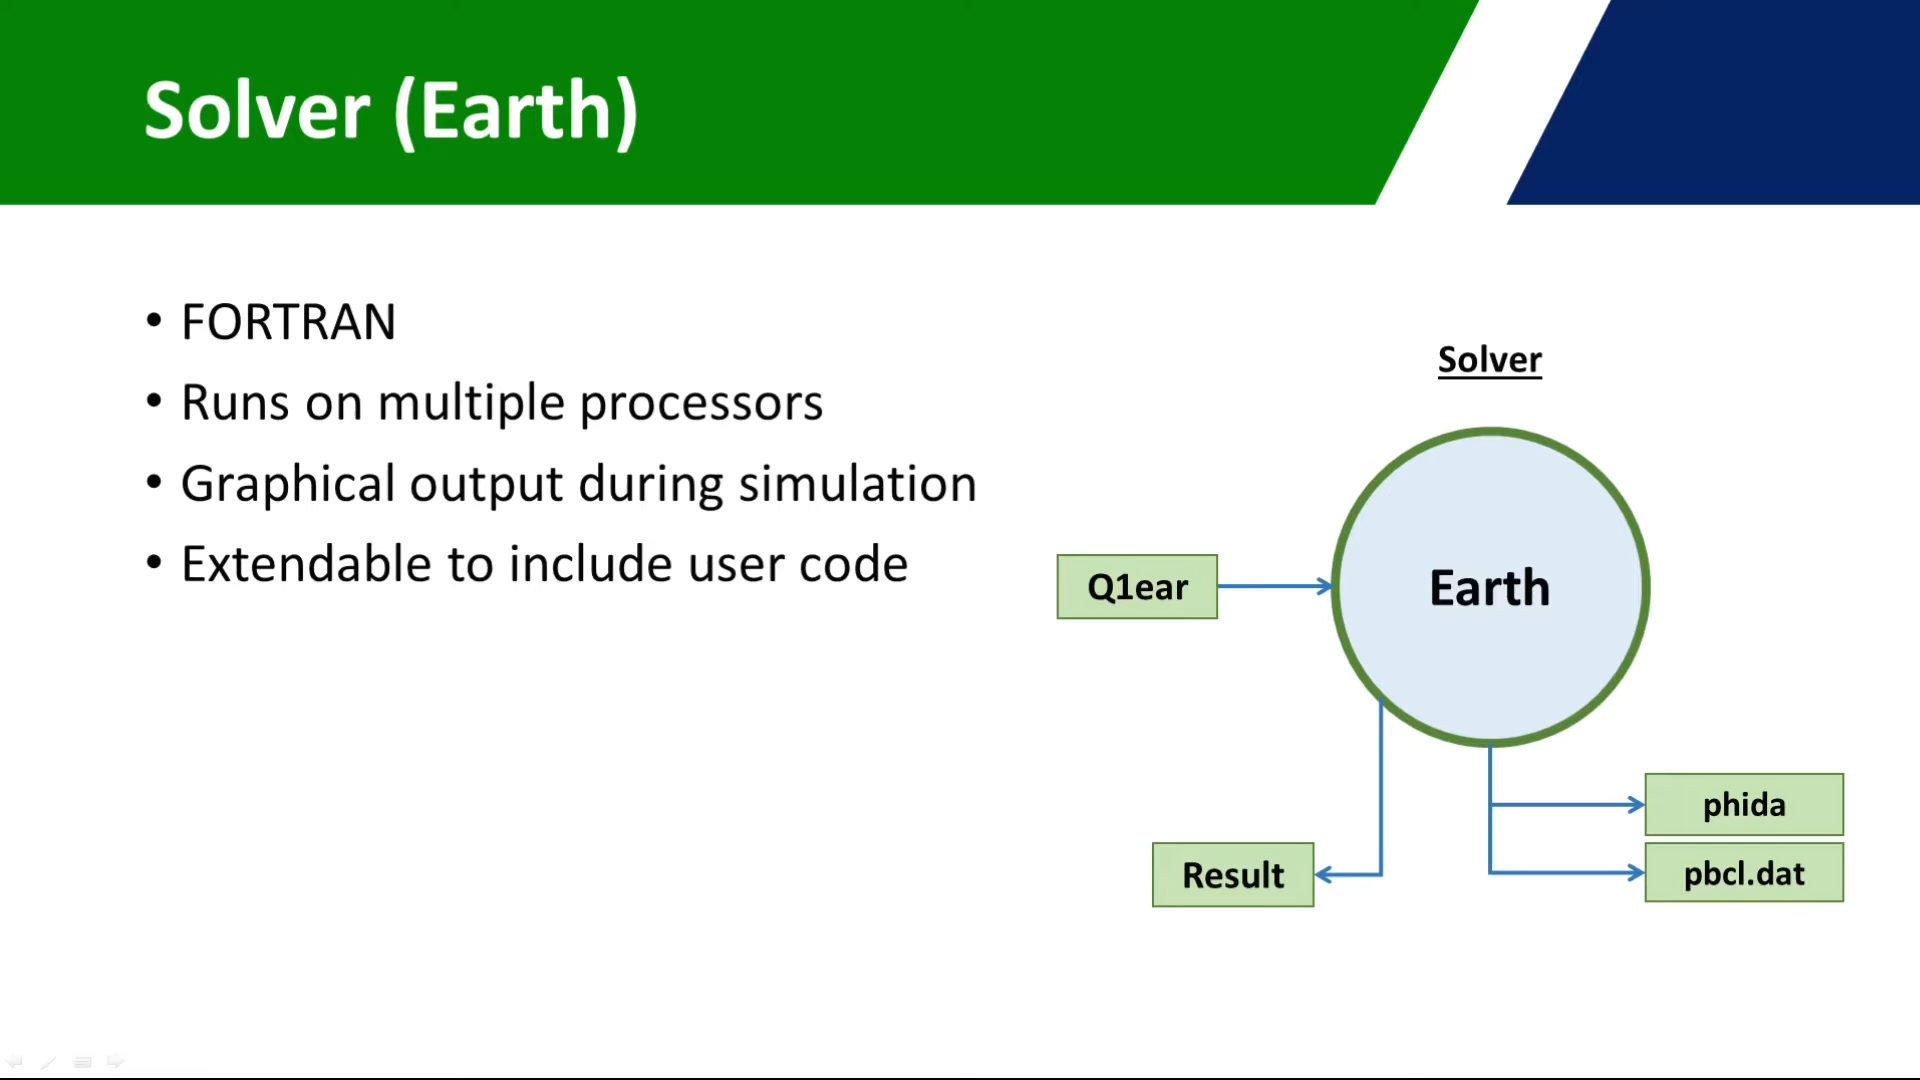 Solver (Earth)
• FORTRAN
• Runs on multiple processors
• Graphical output during simulation
• Extendable to include user code
Solver
Q1ear
Earth
phida
Result
pbcl.dat